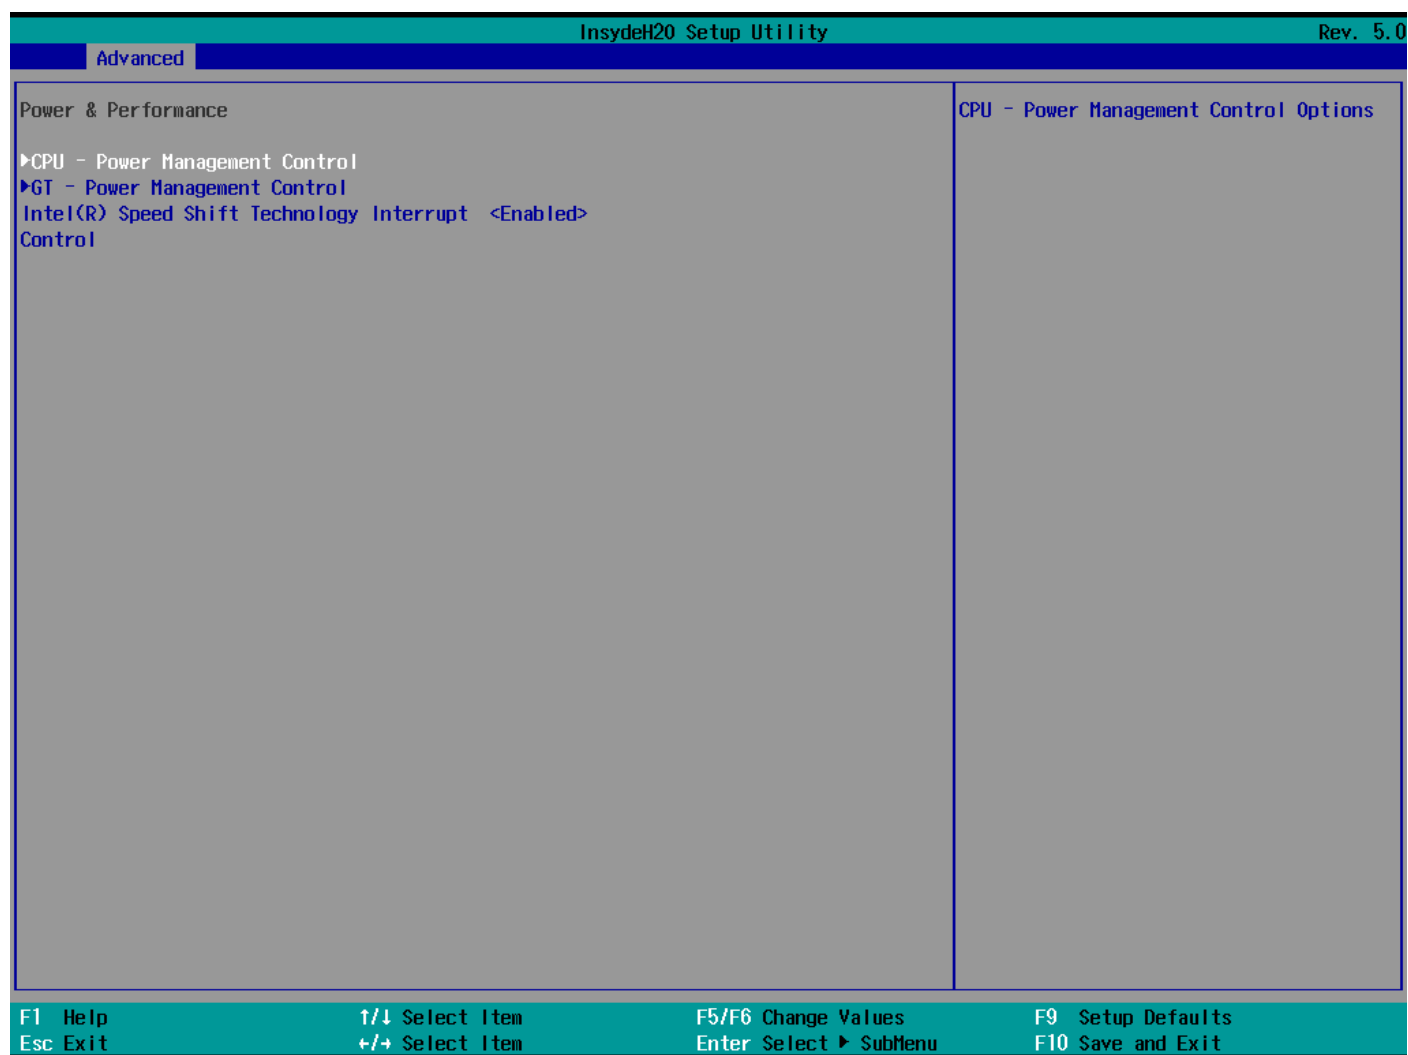 InsydeH20 Setup Utility Rev. 5.0
Advanced
Power & Performance
CPU - Power Management Control Options
▶CPU - Power Management Control
▶GT - Power Management Control
Intel(R) Speed Shift Technology Interrupt <Enabled>
Control
F1 Help ↑/↓ Select Item F5/F6 Change Values F9 Setup Defaults
Esc Exit ←/→ Select Item Enter Select ▶ SubMenu F10 Save and Exit